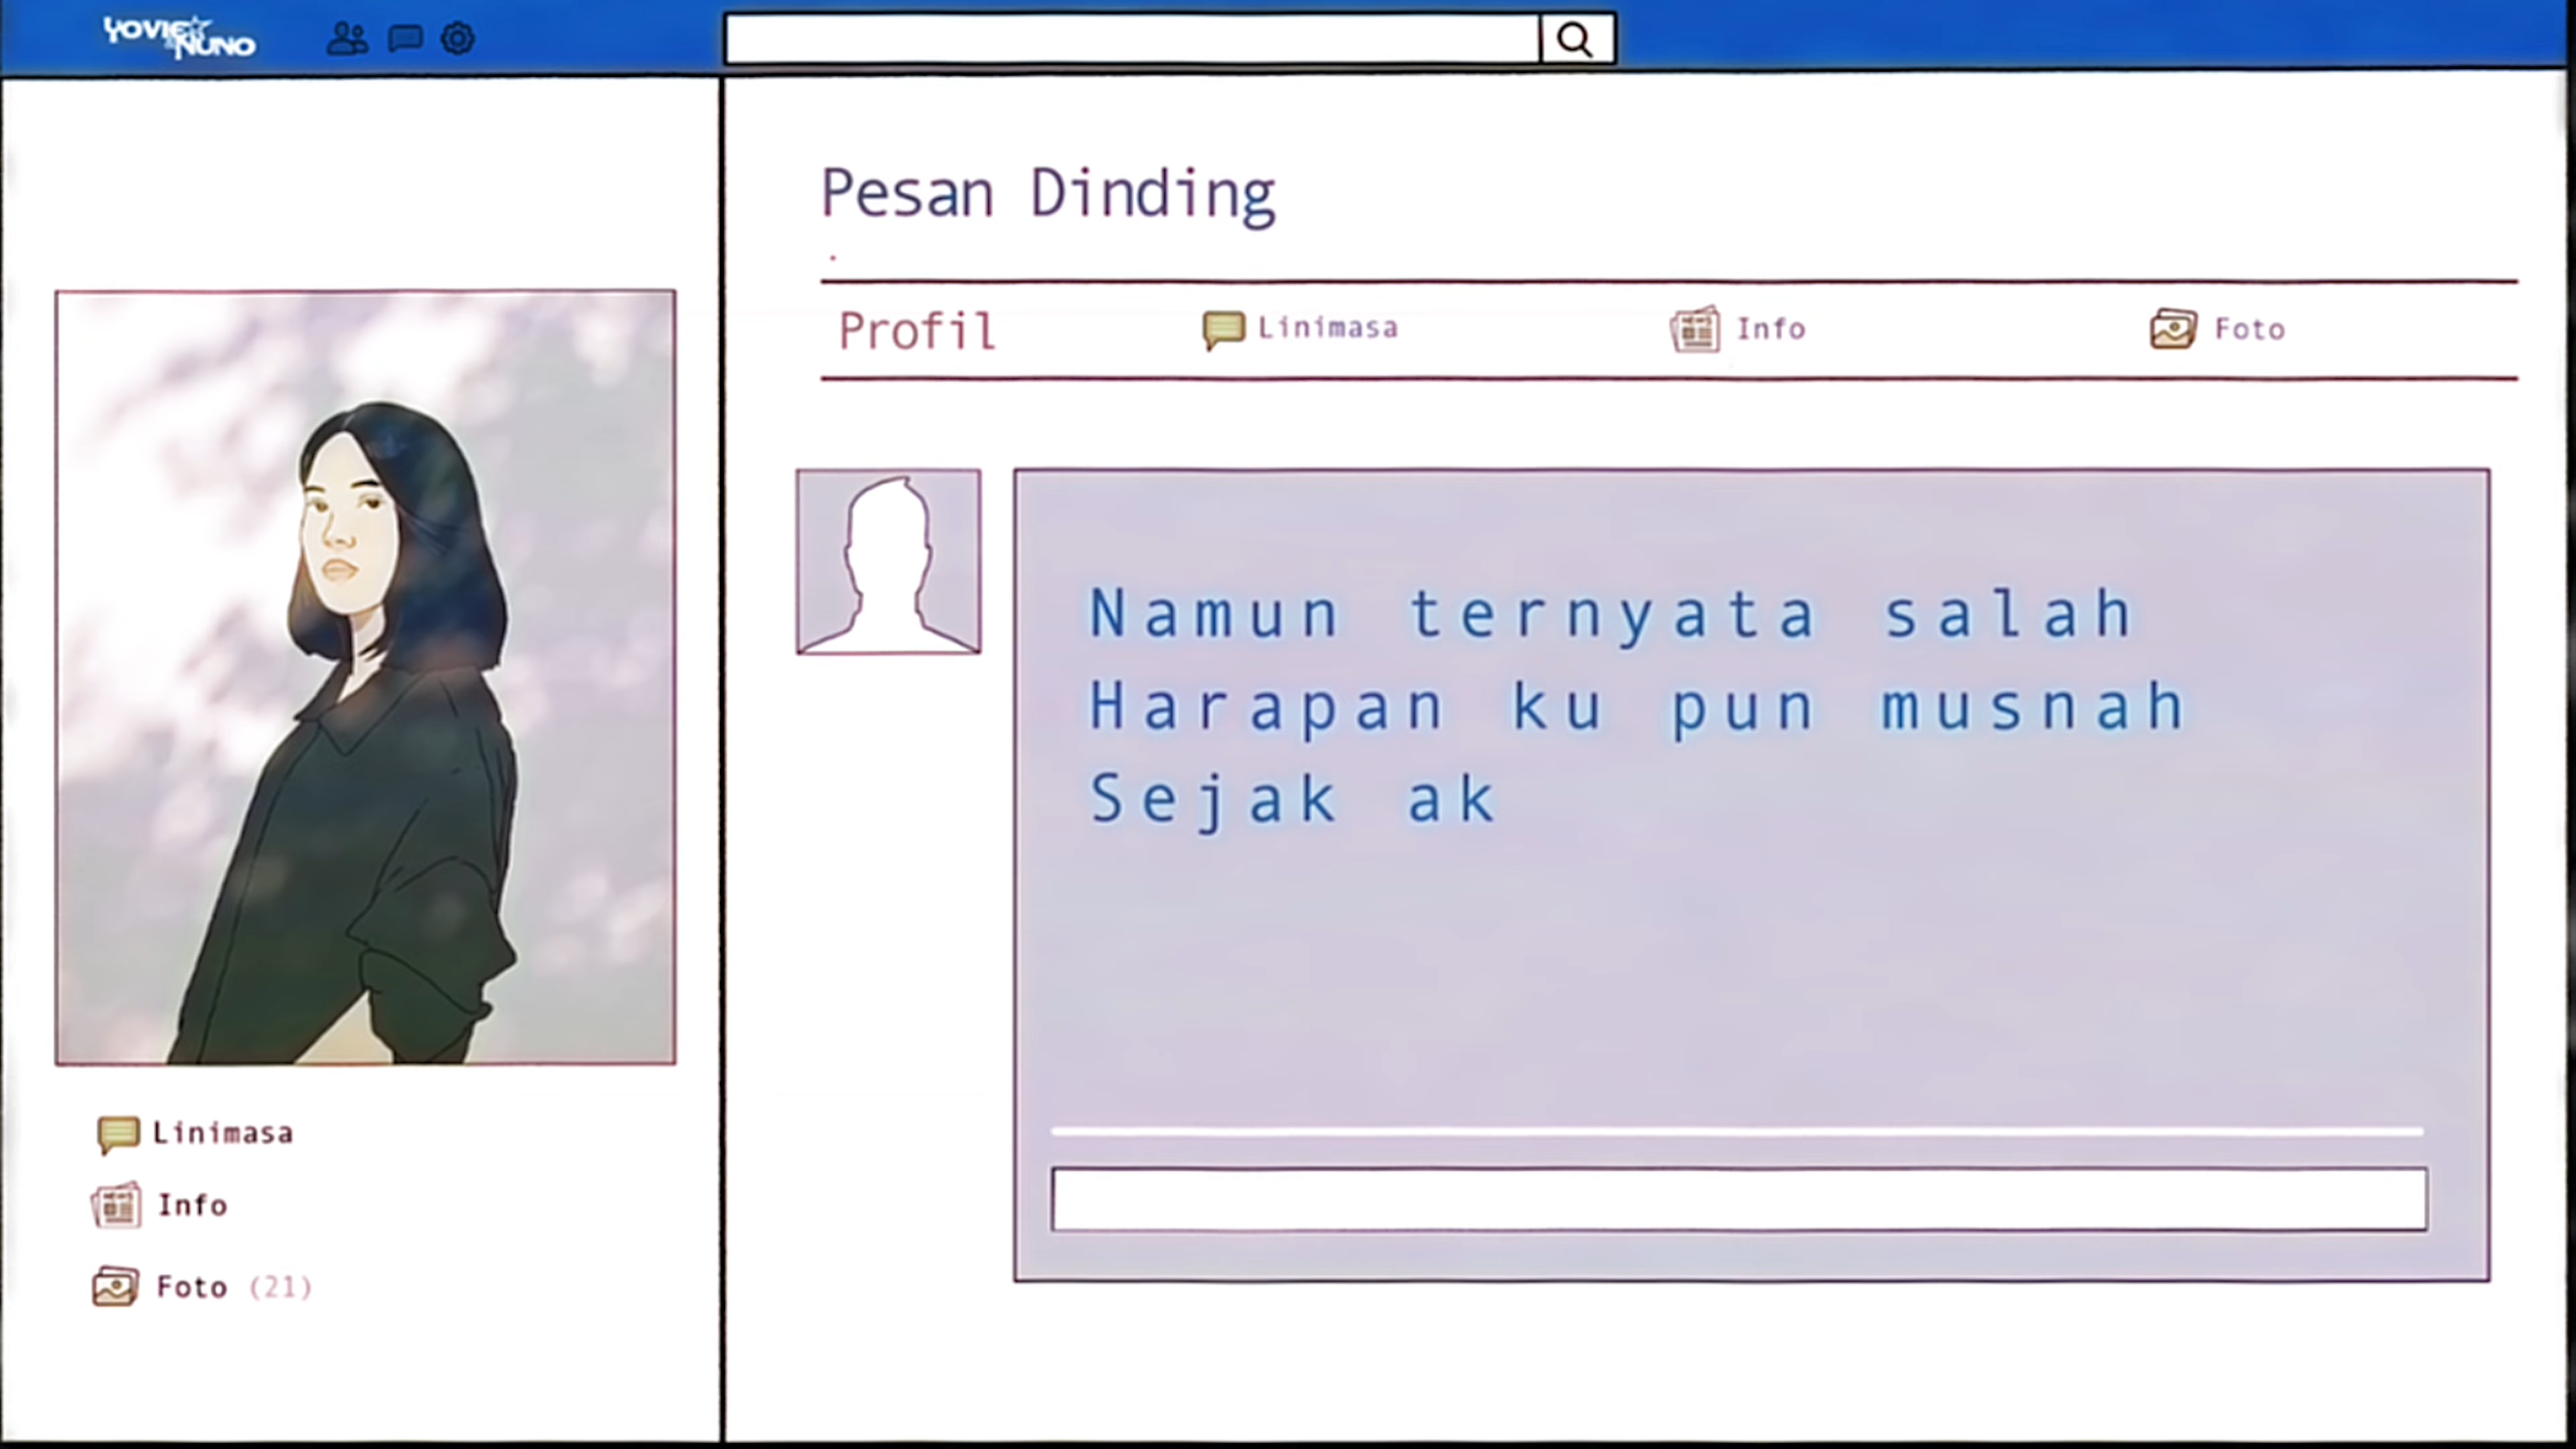 YOVIE & NUNO
Pesan Dinding
Profil
Linimasa
Info
Foto
Namun ternyata salah
Harapan ku pun musnah
Sejak ak
Linimasa
Info
Foto (21)